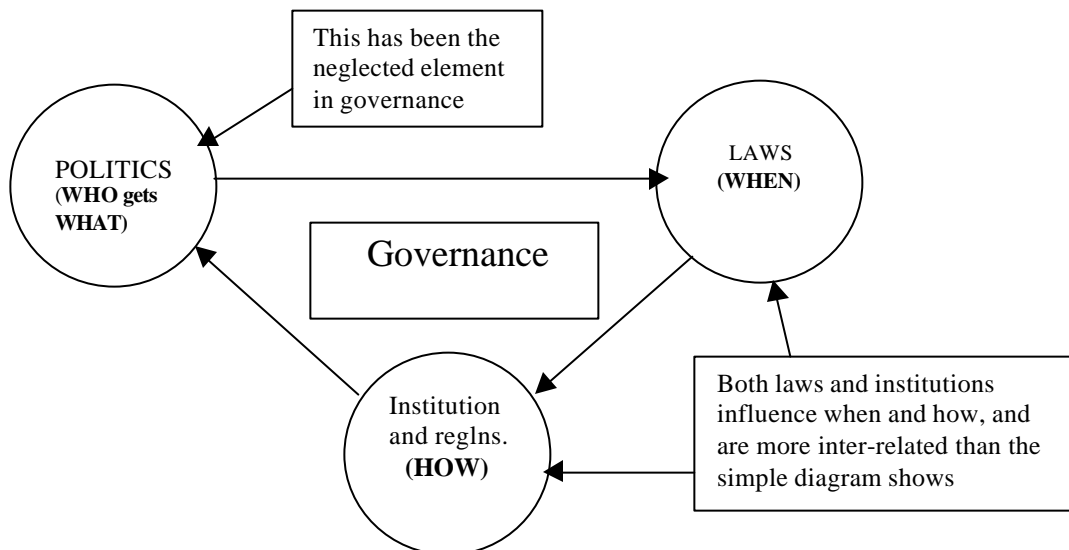 This has been the
neglected element
in governance
POLITICS
(WHO gets
WHAT)
LAWS
(WHEN)
Governance
Institution
and reglns.
(HOW)
Both laws and institutions
influence when and how, and
are more inter-related than the
simple diagram shows